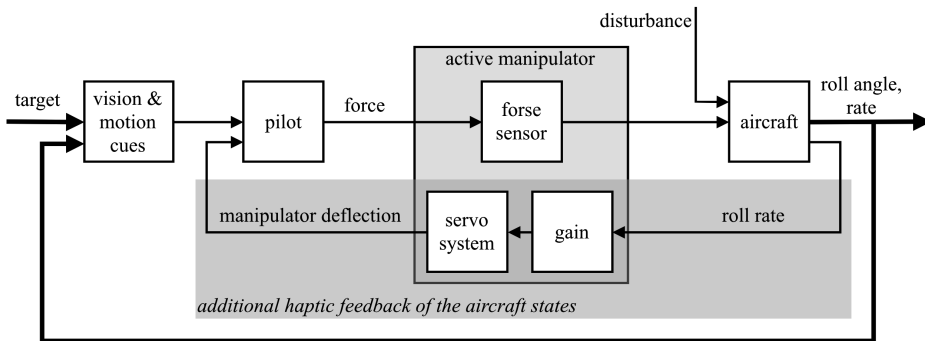 disturbance
active manipulator
target
vision &
motion
cues
pilot
force
forse
sensor
aircraft
roll angle,
rate
manipulator deflection
servo
system
gain
roll rate
additional haptic feedback of the aircraft states